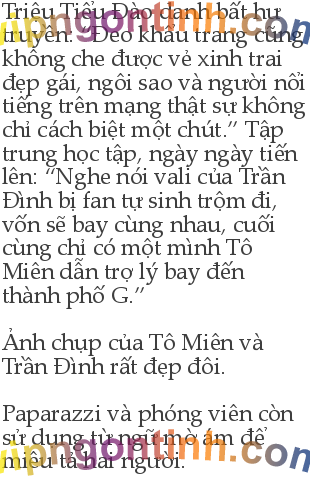 Triệu Tiểu Đào danh bất hư
truyền: “Đeo khẩu trang cũng
không che được vẻ xinh trai
đẹp gái, ngôi sao và người nổi
tiếng trên mạng thật sự không
chỉ cách biệt một chút.” Tập
trung học tập, ngày ngày tiến
lên: “Nghe nói vali của Trần
Đình bị fan tự sinh trộm đi,
vốn sẽ bay cùng nhau, cuối
cùng chỉ có một mình Tô
Miên dẫn trợ lý bay đến
thành phố G.”
Ảnh chụp của Tô Miên và
Trần Đình rất đẹp đôi.
Paparazzi và phóng viên còn
sử dụng từ ngữ mờ ám để
miêu tả hai người.
vipngontinh.com
vipngontinh.com